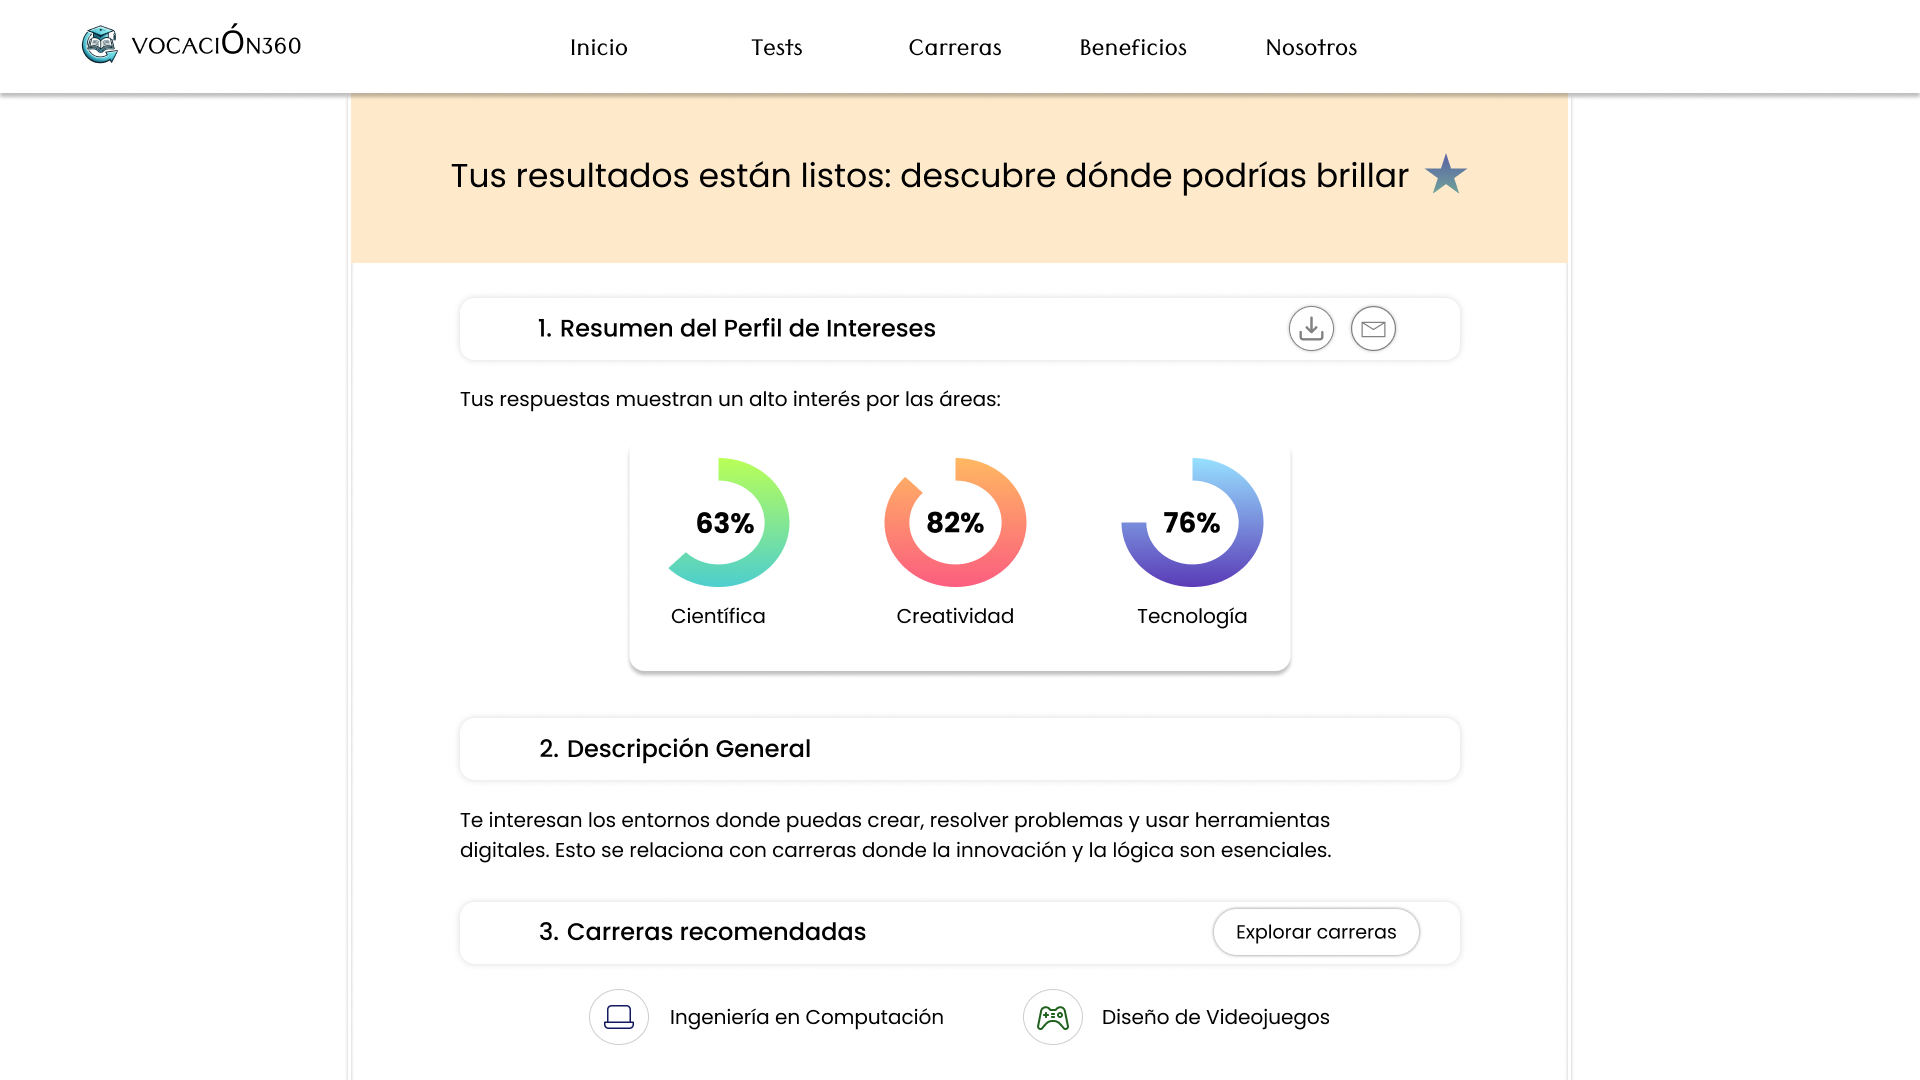 VOCACIÓN360
Inicio
Tests
Carreras
Beneficios
Nosotros
Tus resultados están listos: descubre dónde podrías brillar
1. Resumen del Perfil de Intereses
Tus respuestas muestran un alto interés por las áreas:
63%
82%
76%
Científica
Creatividad
Tecnología
2. Descripción General
Te interesan los entornos donde puedas crear, resolver problemas y usar herramientas
digitales. Esto se relaciona con carreras donde la innovación y la lógica son esenciales.
3. Carreras recomendadas
Explorar carreras
Ingeniería en Computación
Diseño de Videojuegos